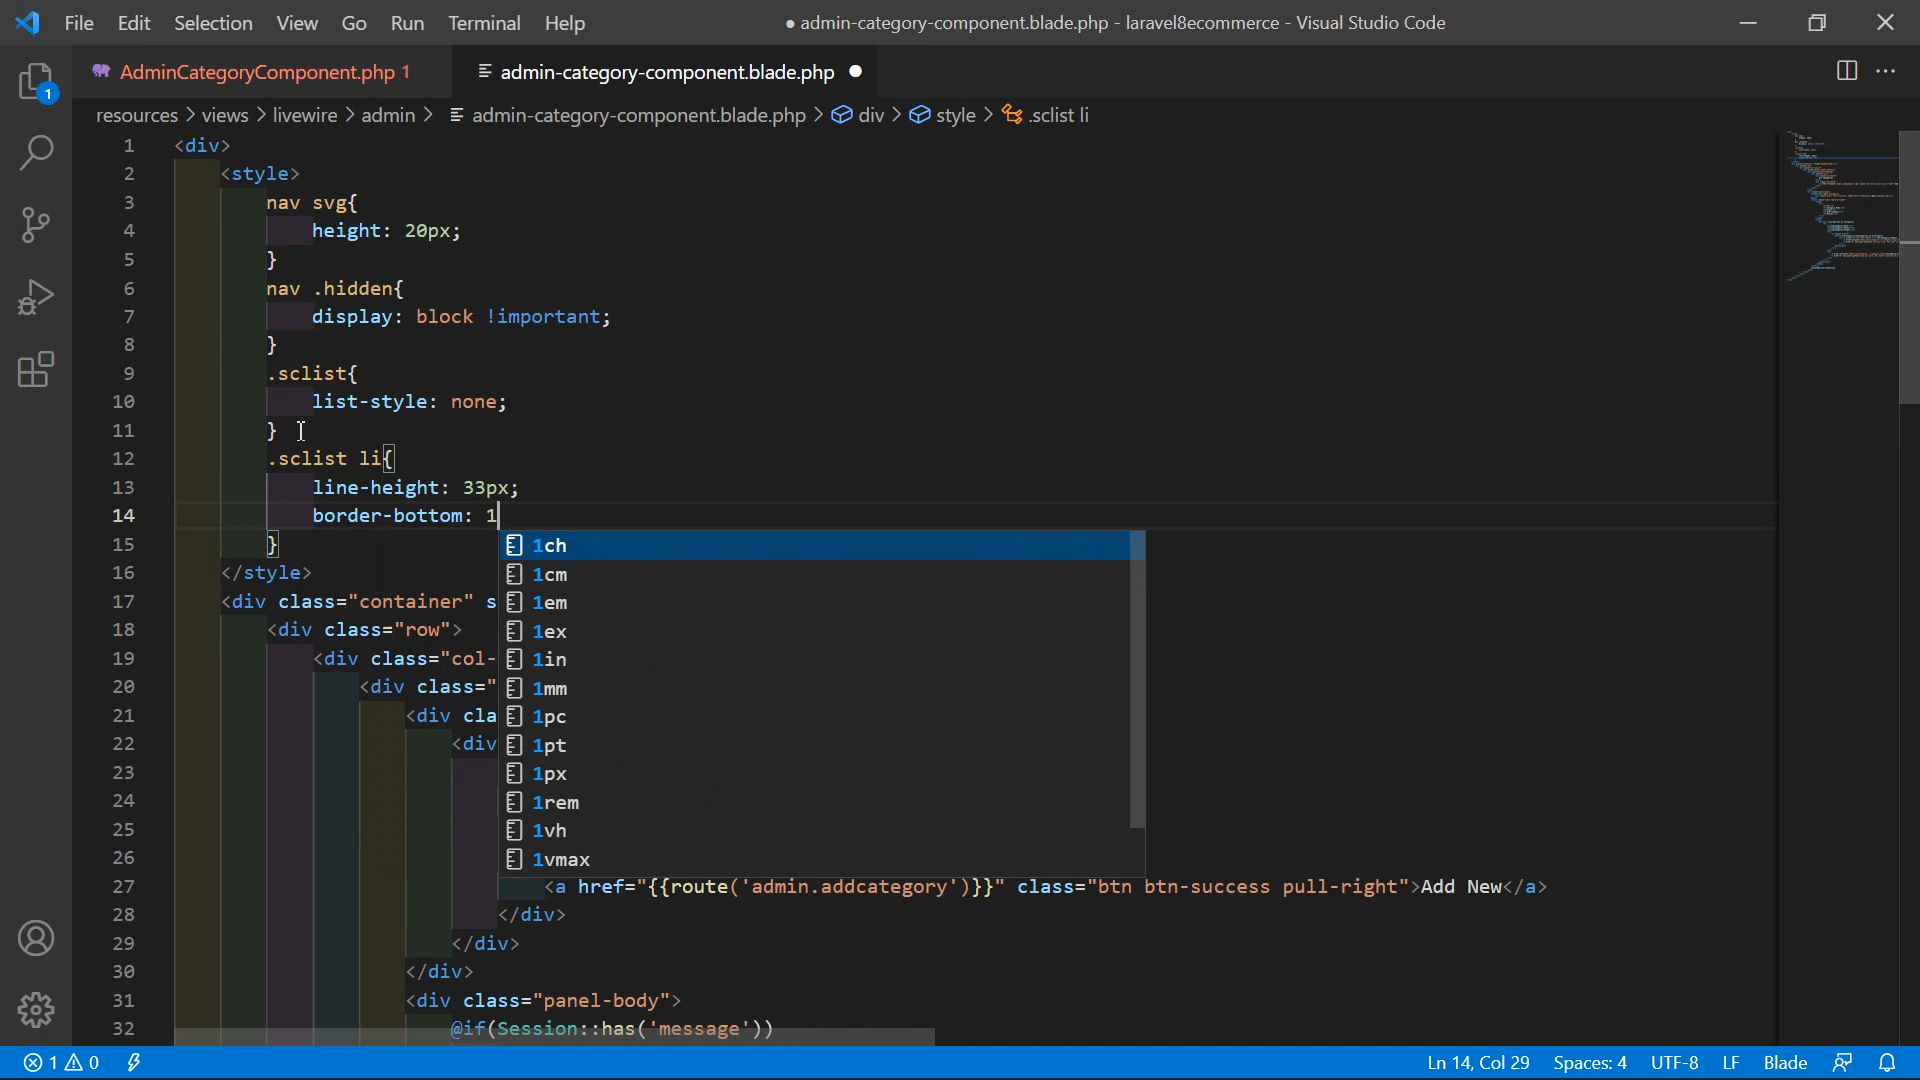 File Edit Selection View Go Run Terminal Help ● admin-category-component.blade.php - laravel8ecommerce - Visual Studio Code
AdminCategoryComponent.php 1 admin-category-component.blade.php ●
1
resources > views > livewire > admin > admin-category-component.blade.php > div > style > .sclist li
1 <div>
2 <style>
3 nav svg{
4 height: 20px;
5 }
6 nav .hidden{
7 display: block !important;
8 }
9 .sclist{
10 list-style: none;
11 }
12 .sclist li{
13 line-height: 33px;
14 border-bottom: 1
15 } 1ch
16 </style> 1cm
17 <div class="container" s 1em
18 <div class="row"> 1ex
19 <div class="col- 1in
20 <div class=" 1mm
21 <div cla 1pc
22 <div 1pt
23 1px
24 1rem
25 1vh
26 1vmax
27 <a href="{{route('admin.addcategory')}}" class="btn btn-success pull-right">Add New</a>
28 </div>
29 </div>
30 </div>
31 <div class="panel-body">
32 @if(Session::has('message'))
1 0 Ln 14, Col 29 Spaces: 4 UTF-8 LF Blade